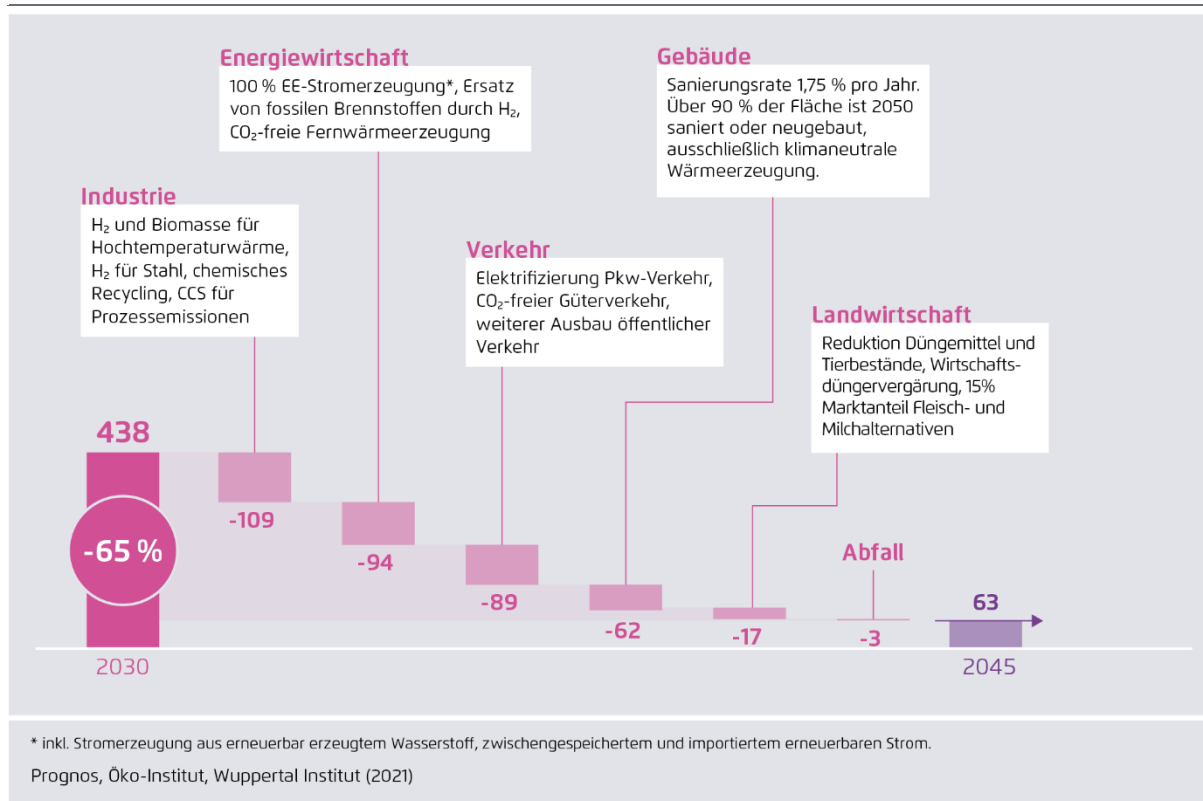 Energiewirtschaft
100 % EE-Stromerzeugung*, Ersatz
von fossilen Brennstoffen durch H₂,
CO₂-freie Fernwärmeerzeugung
Gebäude
Sanierungsrate 1,75 % pro Jahr.
Über 90 % der Fläche ist 2050
saniert oder neugebaut,
ausschließlich klimaneutrale
Wärmeerzeugung.
Industrie
H₂ und Biomasse für
Hochtemperaturwärme,
H₂ für Stahl, chemisches
Recycling, CCS für
Prozessemissionen
Verkehr
Elektrifizierung Pkw-Verkehr,
CO₂-freier Güterverkehr,
weiterer Ausbau öffentlicher
Verkehr
Landwirtschaft
Reduktion Düngemittel und
Tierbestände, Wirtschafts-
düngervergärung, 15%
Marktanteil Fleisch- und
Milchalternativen
438
-65 %
-109
-94
-89
-62
-17
Abfall
-3
63
2030
2045
* inkl. Stromerzeugung aus erneuerbar erzeugtem Wasserstoff, zwischengespeichertem und importiertem erneuerbaren Strom.
Prognos, Öko-Institut, Wuppertal Institut (2021)